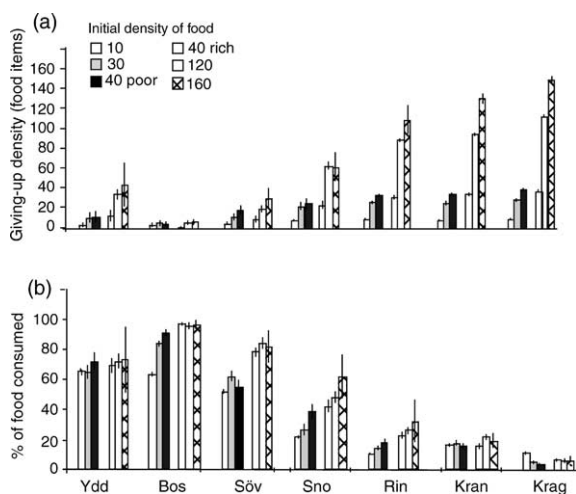 (a)
Initial density of food
10
40 rich
30
120
40 poor
160
Giving-up density (food items)
160
140
120
100
80
60
40
20
0
(b)
% of food consumed
100
80
60
40
20
0
Ydd Bos Söv Sno Rin Kran Krag